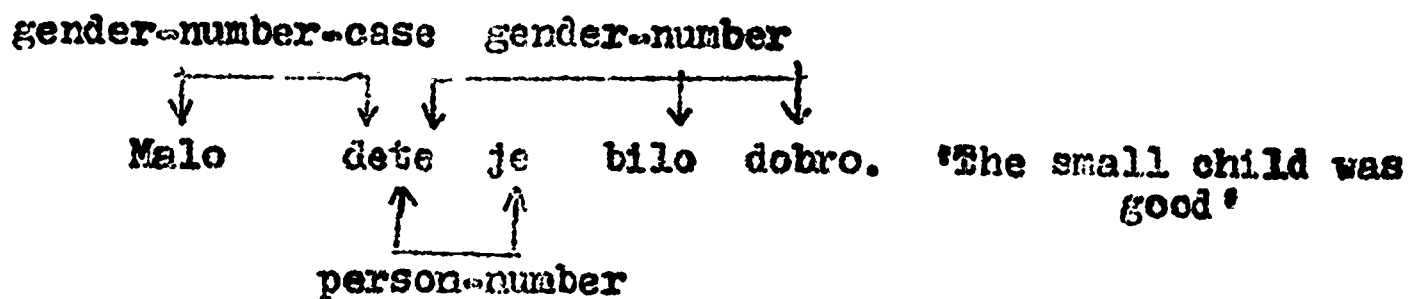 gender-number-case gender-number
Malo dete je bilo dobro. 'The small child was
good'
person-number